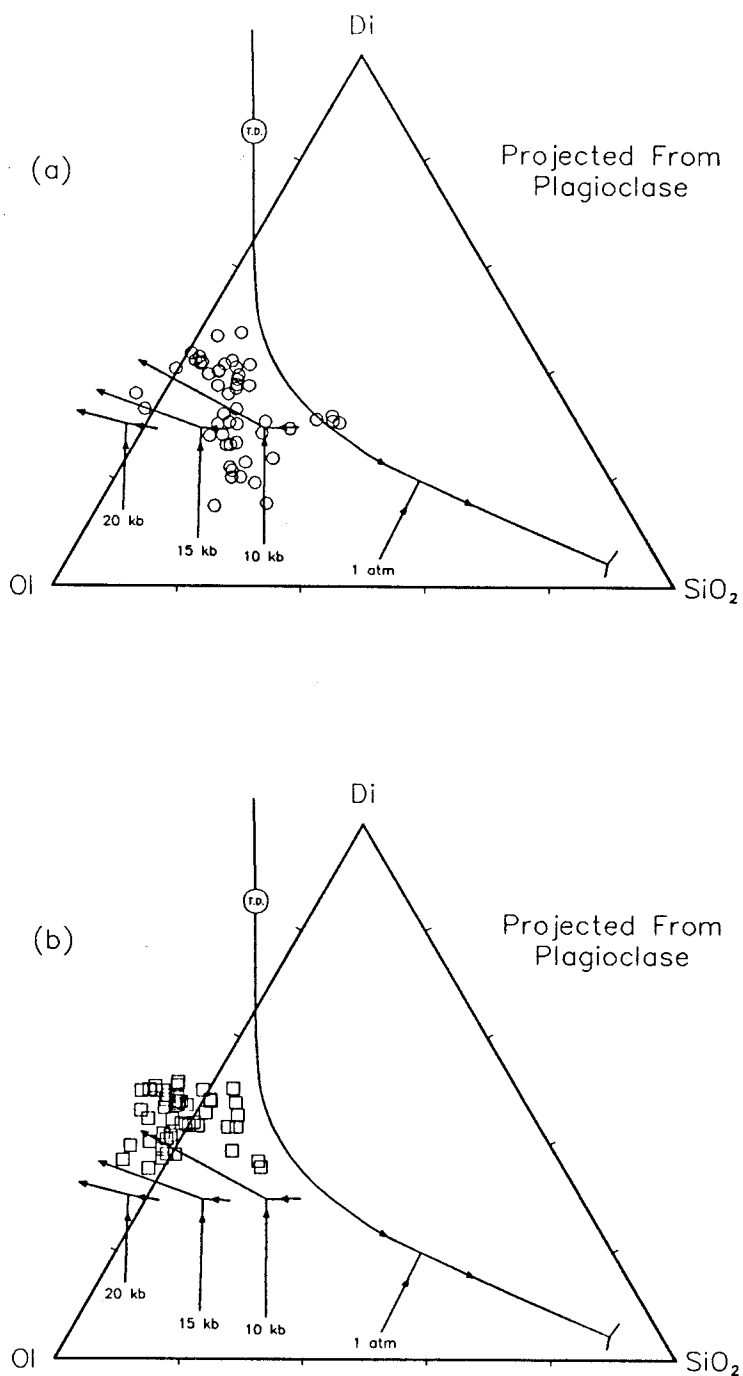 Di
T.D.
(a)
Projected From
Plagioclase
20 kb
15 kb
10 kb
1 atm
Ol
SiO₂
Di
T.D.
(b)
Projected From
Plagioclase
20 kb
15 kb
10 kb
1 atm
Ol
SiO₂